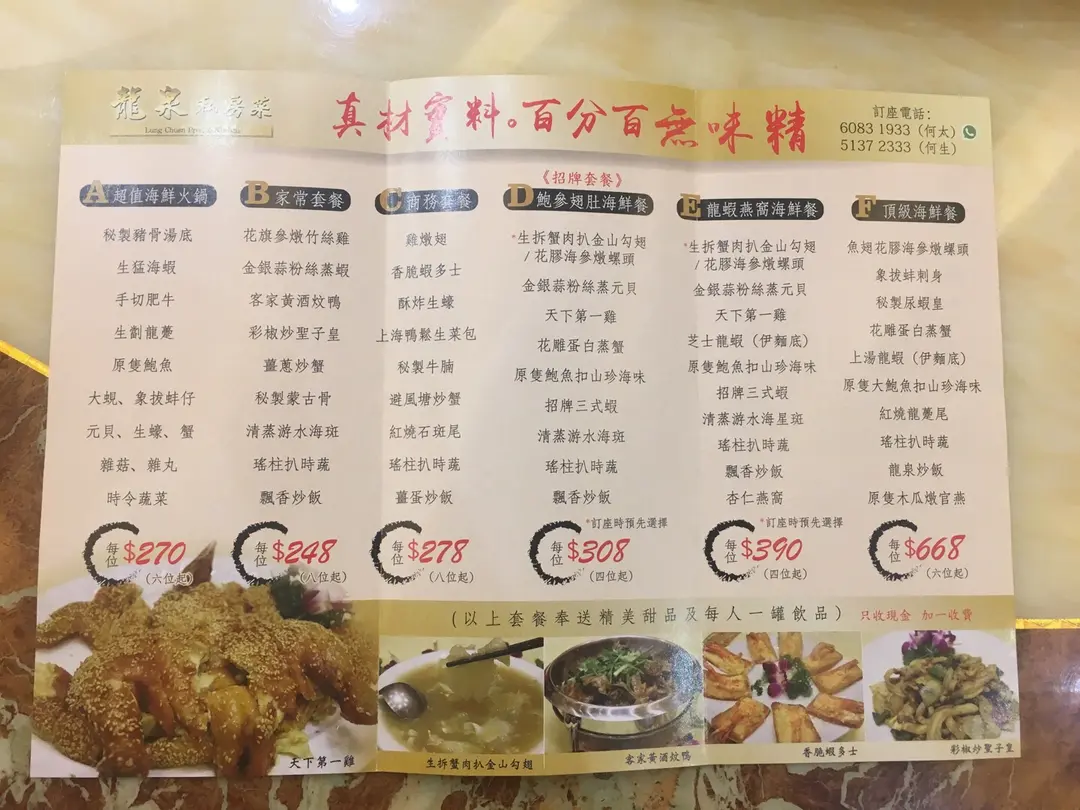 龍泉私房菜
真材實料。百分百無味精
訂座電話:
6083 1933 (何太)
5137 2333 (何生)
A 超值海鮮火鍋
秘製豬骨湯底
生猛海蝦
手切肥牛
生劏龍躉
原隻鮑魚
大蜆、象拔蚌仔
元貝、生蠔、蟹
雜菇、雜丸
時令蔬菜
每位 $270
(六位起)
B 家常套餐
花旗參燉竹絲雞
金銀蒜粉絲蒸蝦
客家黃酒炆鴨
彩椒炒聖子皇
薑蔥炒蟹
秘製蒙古骨
清蒸游水海斑
瑤柱扒時蔬
飄香炒飯
每位 $248
(八位起)
C 商務套餐
雞燉翅
香脆蝦多士
酥炸生蠔
上海鴨鬆生菜包
秘製牛腩
避風塘炒蟹
紅燒石斑尾
瑤柱扒時蔬
薑蛋炒飯
每位 $278
(八位起)
《招牌套餐》
D 鮑參翅肚海鮮餐
*生拆蟹肉扒金山勾翅
/ 花膠海參燉螺頭
金銀蒜粉絲蒸元貝
天下第一雞
花雕蛋白蒸蟹
原隻鮑魚扣山珍海味
招牌三式蝦
清蒸游水海斑
瑤柱扒時蔬
飄香炒飯
*訂座時預先選擇
每位 $308
(四位起)
E 龍蝦燕窩海鮮餐
*生拆蟹肉扒金山勾翅
/ 花膠海參燉螺頭
金銀蒜粉絲蒸元貝
天下第一雞
芝士龍蝦 (伊麵底)
原隻鮑魚扣山珍海味
招牌三式蝦
清蒸游水海星斑
瑤柱扒時蔬
飄香炒飯
杏仁燕窩
*訂座時預先選擇
每位 $390
(四位起)
F 頂級海鮮餐
魚翅花膠海參燉螺頭
象拔蚌刺身
秘製尿蝦皇
花雕蛋白蒸蟹
上湯龍蝦 (伊麵底)
原隻大鮑魚扣山珍海味
紅燒龍躉尾
瑤柱扒時蔬
龍泉炒飯
原隻木瓜燉官燕
每位 $668
(六位起)
(以上套餐奉送精美甜品及每人一罐飲品) 只收現金 加一收費
天下第一雞
生拆蟹肉扒金山勾翅
客家黃酒炆鴨
香脆蝦多士
彩椒炒聖子皇